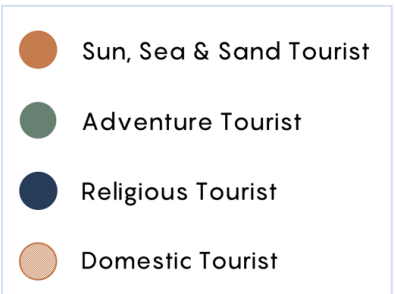 Sun, Sea & Sand Tourist
Adventure Tourist
Religious Tourist
Domestic Tourist